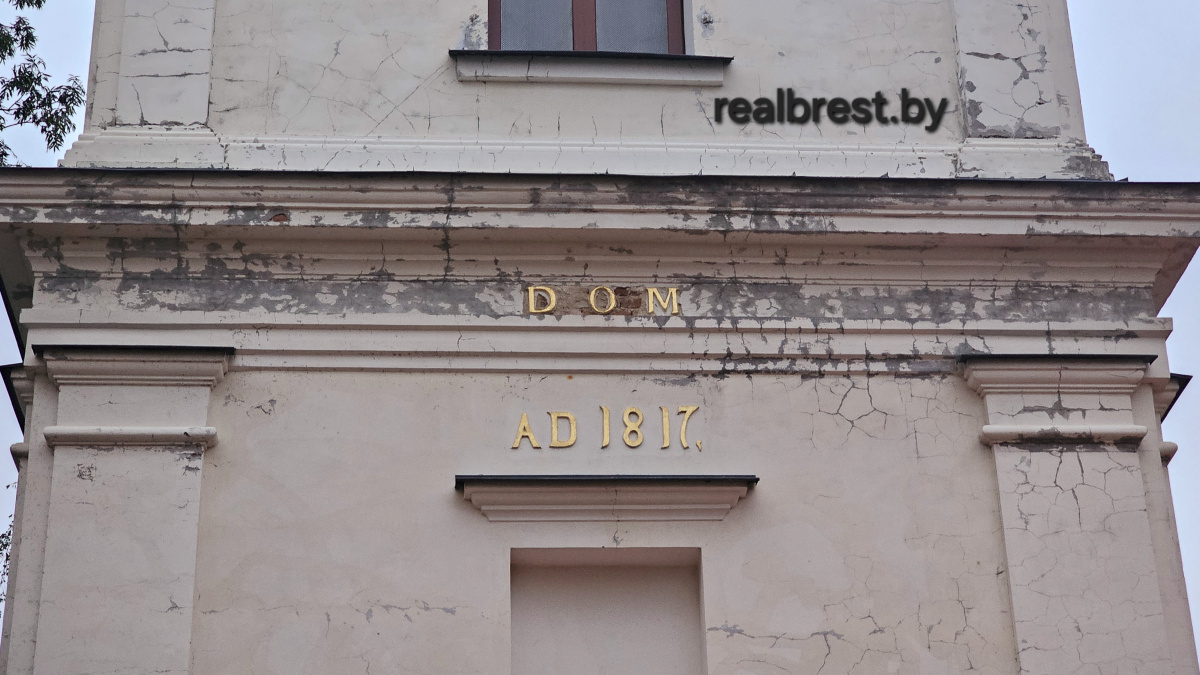 realbrest.by
D O M
AD 1817.